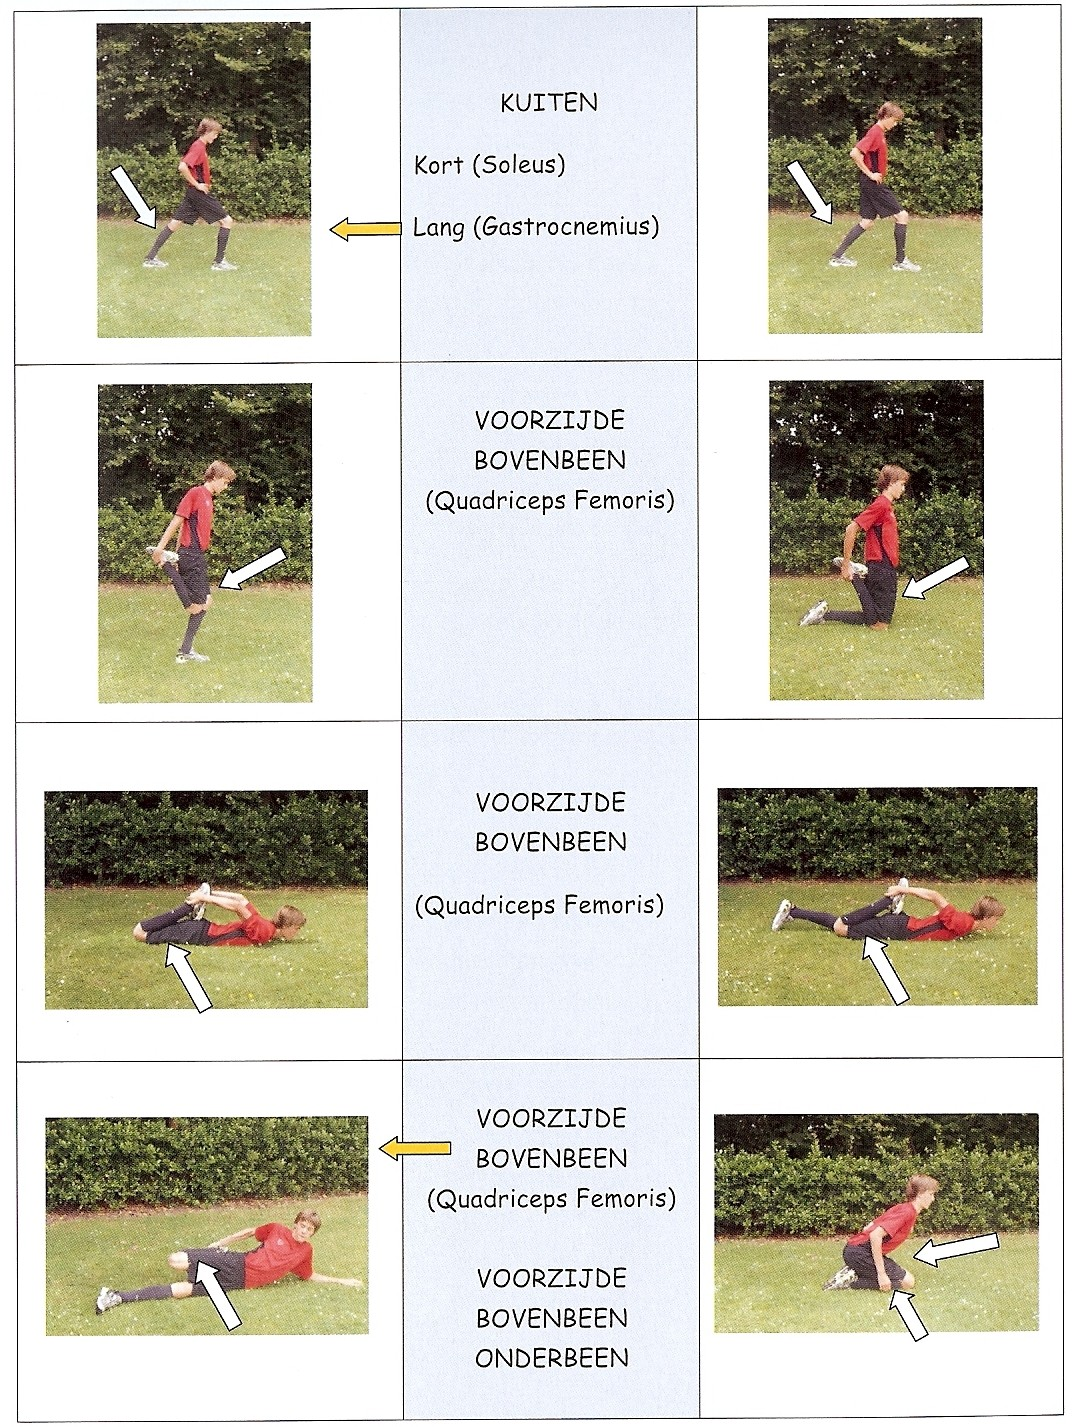 KUITEN
Kort (Soleus)
Lang (Gastrocnemius)
VOORZIJDE
BOVENBEEN
(Quadriceps Femoris)
VOORZIJDE
BOVENBEEN
(Quadriceps Femoris)
VOORZIJDE
BOVENBEEN
(Quadriceps Femoris)
VOORZIJDE
BOVENBEEN
ONDERBEEN